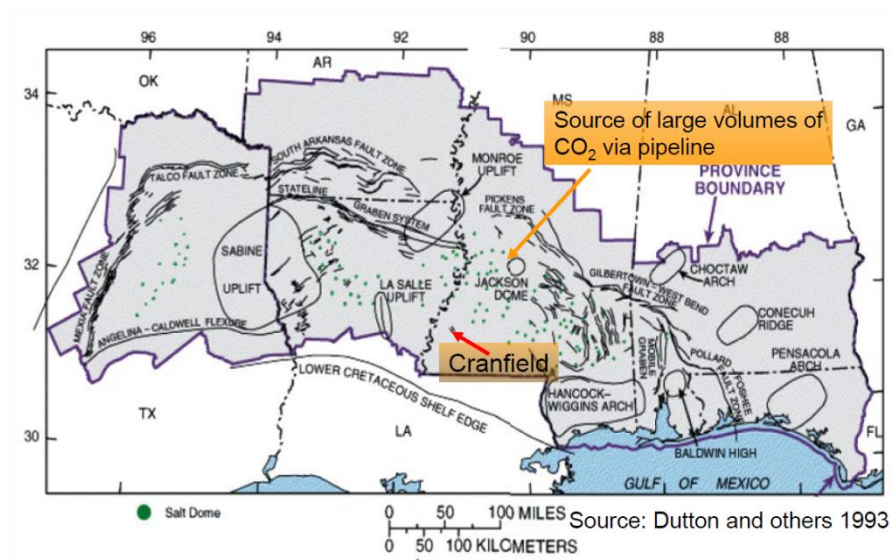 96 94 92 90 88 88
OK
AR
MS
AL
GA
34
Source of large volumes of
CO₂ via pipeline
SOUTH ARKANSAS FAULT ZONE
MONROE
UPLIFT
PROVINCE
BOUNDARY
TALCO FAULT ZONE
STATELINE
GRABEN SYSTEM
PICKENS
FAULT ZONE
32
SABINE
UPLIFT
MEXIA FAULT ZONE
LA SALLE
UPLIFT
JACKSON
DOME
CHOCTAW
ARCH
GILBERTOWN - WEST BEND
FAULT ZONE
CONECUH
RIDGE
ANGELINA - CALDWELL FLEXURE
Cranfield
MOBILE
GRABEN
POLLARD
FOSHEE
FAULT ZONE
PENSACOLA
ARCH
LOWER CRETACEOUS SHELF EDGE
HANCOCK-
WIGGINS ARCH
30
TX
LA
FL
BALDWIN HIGH
GULF OF MEXICO
Salt Dome
0 50 100 MILES
0 50 100 KILOMETERS
Source: Dutton and others 1993